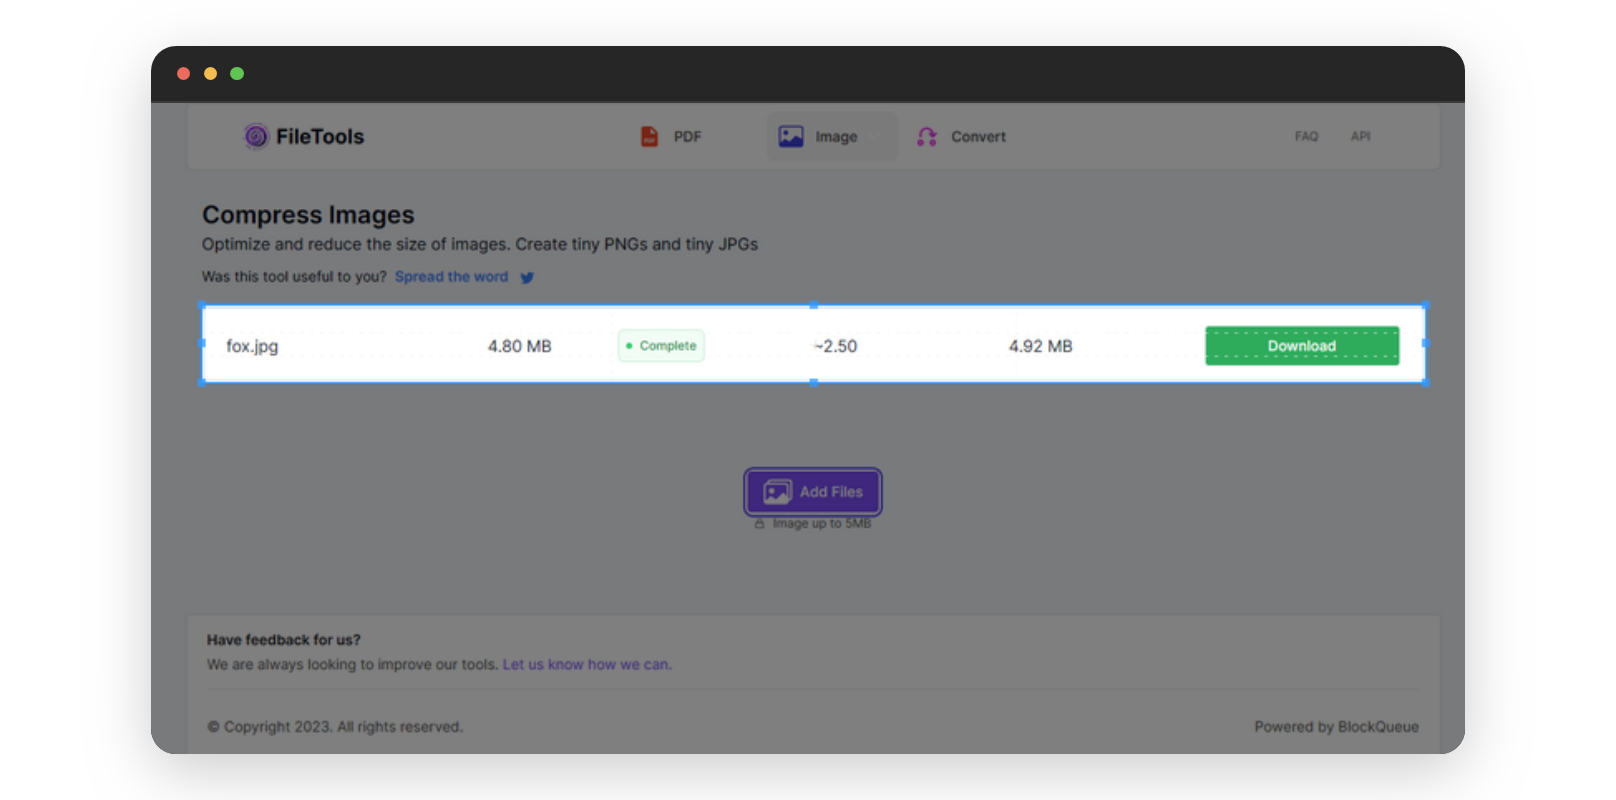 FileTools PDF Image Convert FAQ API
Compress Images
Optimize and reduce the size of images. Create tiny PNGs and tiny JPGs
Was this tool useful to you? Spread the word
fox.jpg 4.80 MB Complete ~2.50 4.92 MB Download
Add Files
Image up to 5MB
Have feedback for us?
We are always looking to improve our tools. Let us know how we can.
© Copyright 2023. All rights reserved. Powered by BlockQueue